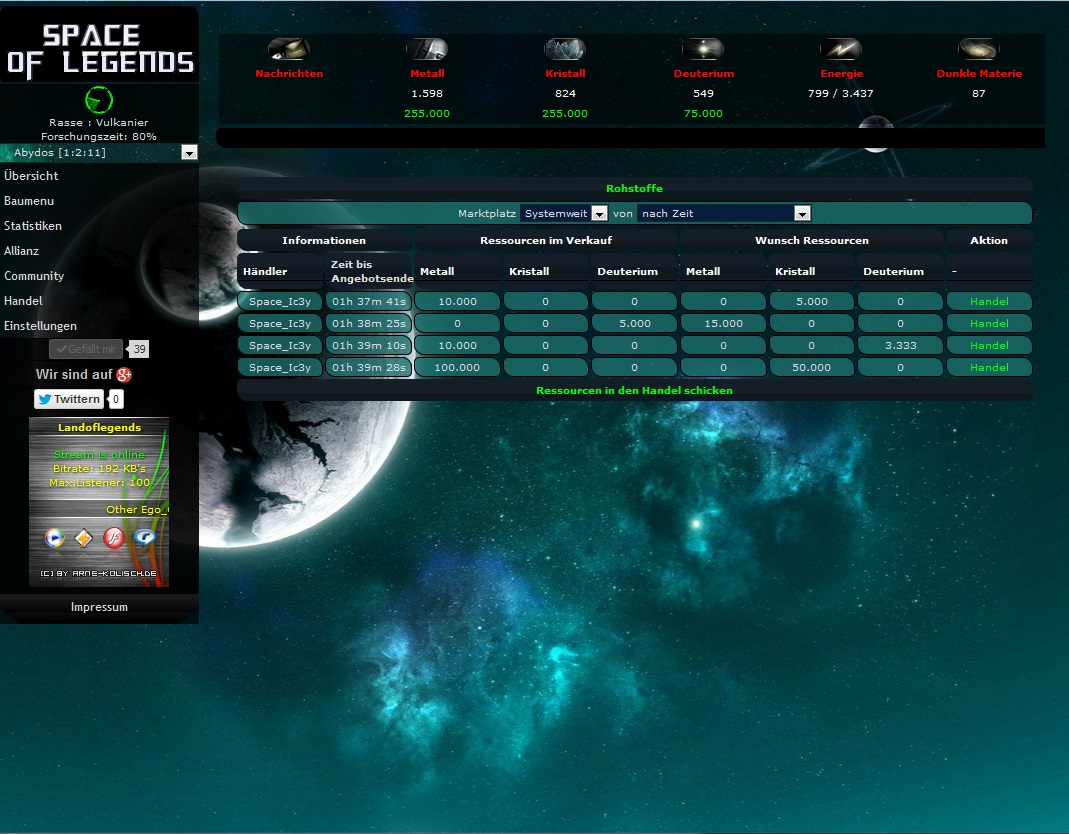 SPACE
OF LEGENDS
Rasse : Vulkanier
Forschungszeit: 80%
Abydos [1:2:11]
Übersicht
Baumenu
Statistiken
Allianz
Community
Handel
Einstellungen
Gefällt mir 39
Wir sind auf g+
Twittern 0
Landoflegends
Stream is online
Bitrate: 192 KB's
Max.Listener: 100
Other Ego_
(C) BY ARNE-KOLISCH.DE
Impressum
Nachrichten Metall Kristall Deuterium Energie Dunkle Materie
1.598 824 549 799 / 3.437 87
255.000 255.000 75.000
Rohstoffe
Marktplatz Systemweit von nach Zeit
Informationen Ressourcen im Verkauf Wunsch Ressourcen Aktion
Händler Zeit bis Angebotsende Metall Kristall Deuterium Metall Kristall Deuterium -
Space_Ic3y 01h 37m 41s 10.000 0 0 0 5.000 0 Handel
Space_Ic3y 01h 38m 25s 0 0 5.000 15.000 0 0 Handel
Space_Ic3y 01h 39m 10s 10.000 0 0 0 0 3.333 Handel
Space_Ic3y 01h 39m 28s 100.000 0 0 0 50.000 0 Handel
Ressourcen in den Handel schicken